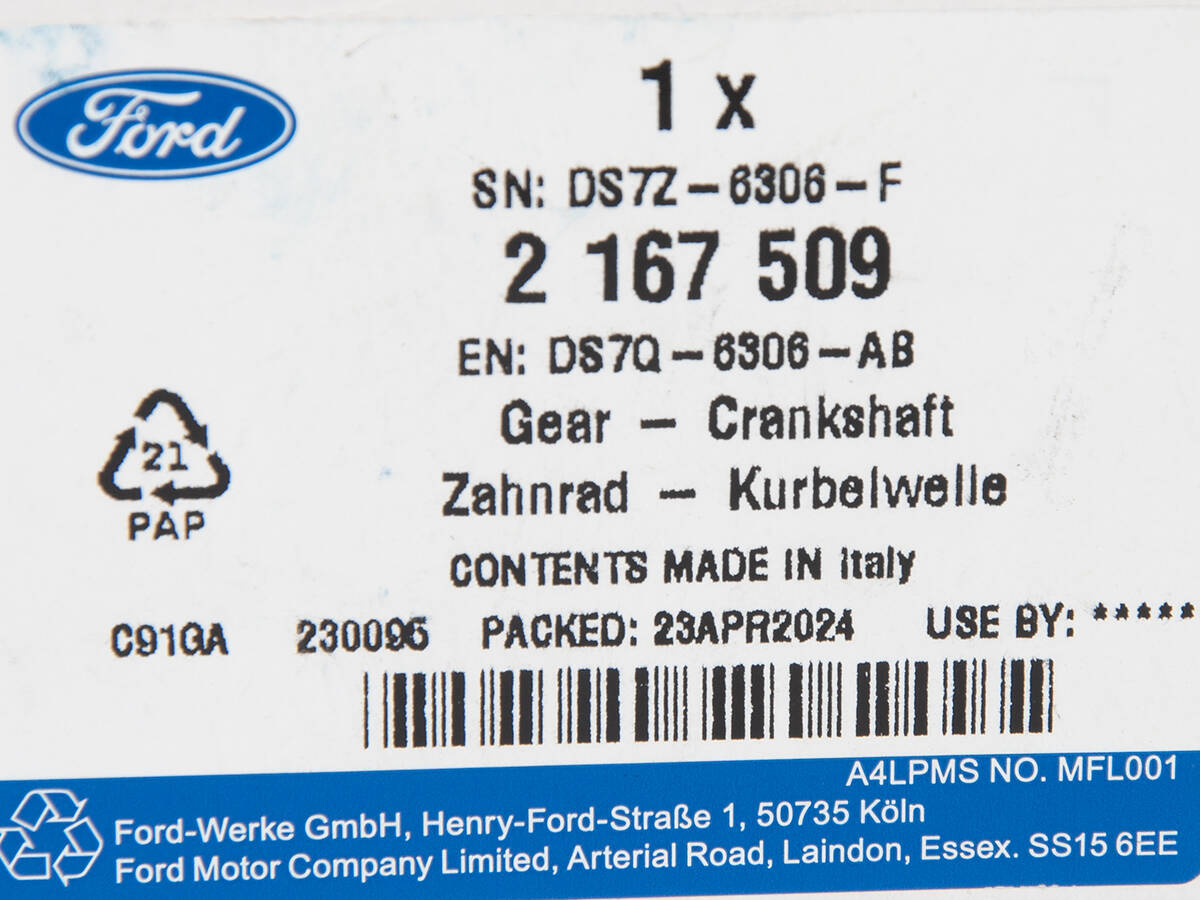 Ford
1 x
SN: DS7Z-6306-F
2 167 509
EN: DS7Q-6306-AB
Gear - Crankshaft
Zahnrad - Kurbelwelle
21
PAP
CONTENTS MADE IN Italy
C91GA 230096 PACKED: 23APR2024 USE BY: *****
A4LPMS NO. MFL001
Ford-Werke GmbH, Henry-Ford-Straße 1, 50735 Köln
Ford Motor Company Limited, Arterial Road, Laindon, Essex. SS15 6EE